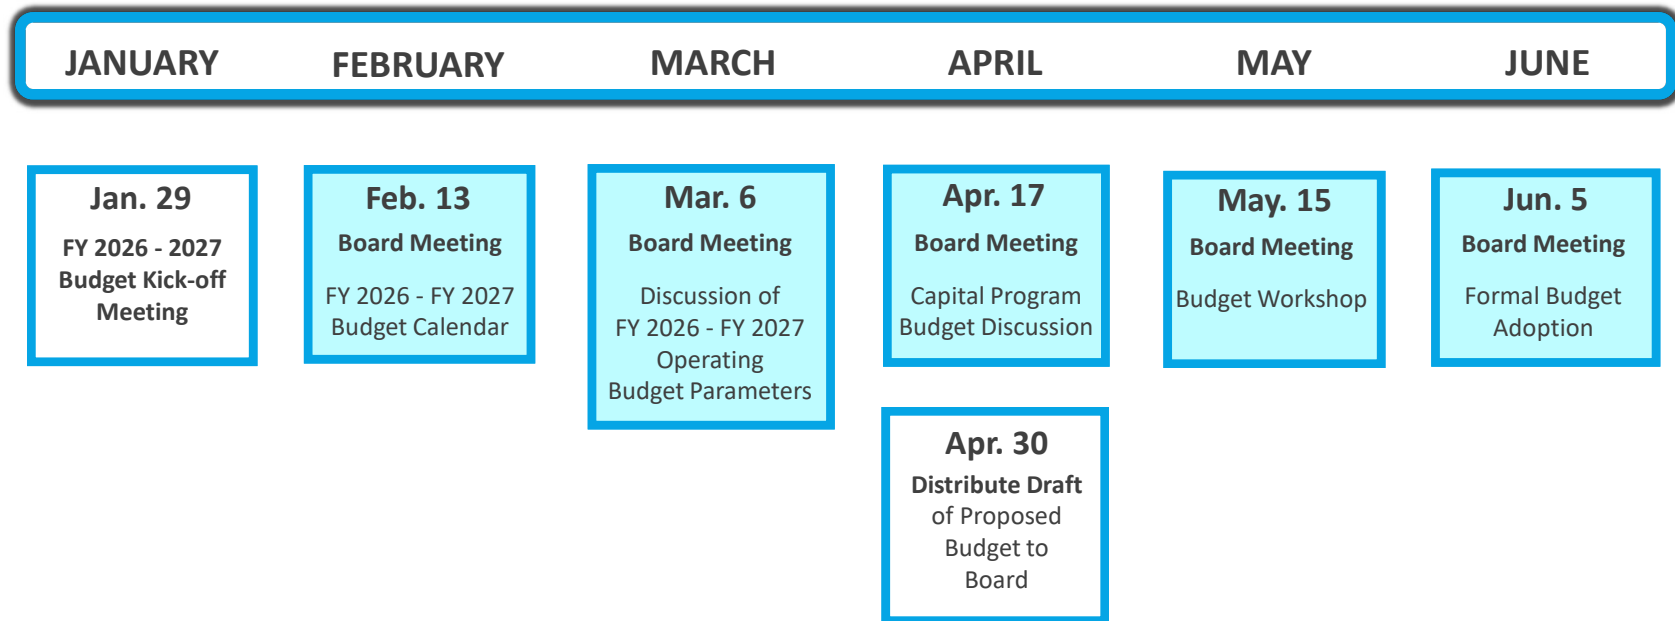 JANUARY
FEBRUARY
MARCH
APRIL
MAY
JUNE
Jan. 29
FY 2026 - 2027
Budget Kick-off
Meeting
Feb. 13
Board Meeting
FY 2026 - FY 2027
Budget Calendar
Mar. 6
Board Meeting
Discussion of
FY 2026 - FY 2027
Operating
Budget Parameters
Apr. 17
Board Meeting
Capital Program
Budget Discussion
Apr. 30
Distribute Draft
of Proposed
Budget to
Board
May. 15
Board Meeting
Budget Workshop
Jun. 5
Board Meeting
Formal Budget
Adoption